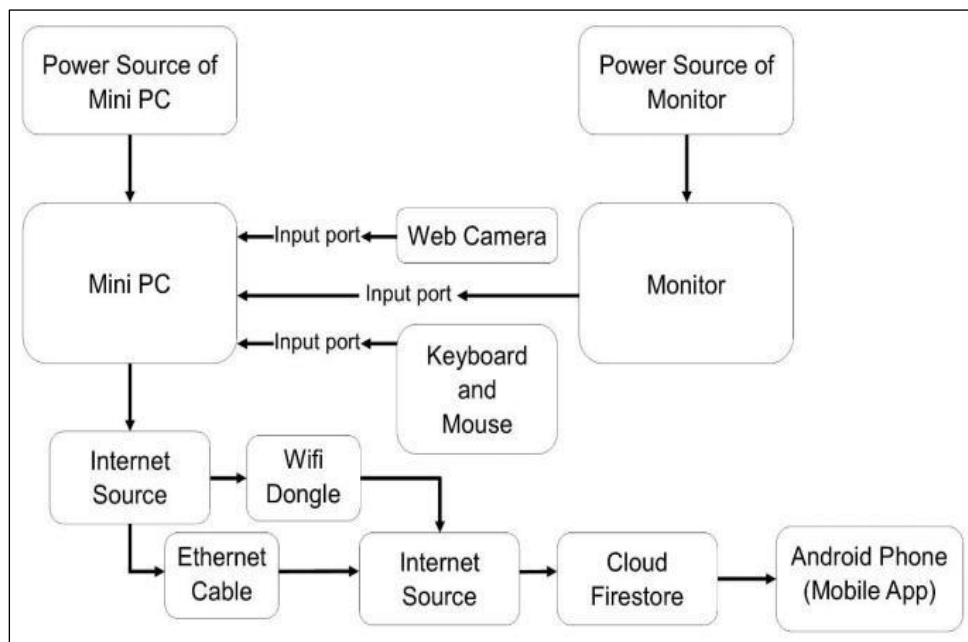 Power Source of
Mini PC
Power Source of
Monitor
Mini PC
Input port
Web Camera
Input port
Monitor
Input port
Keyboard
and
Mouse
Internet
Source
Wifi
Dongle
Ethernet
Cable
Internet
Source
Cloud
Firestore
Android Phone
(Mobile App)